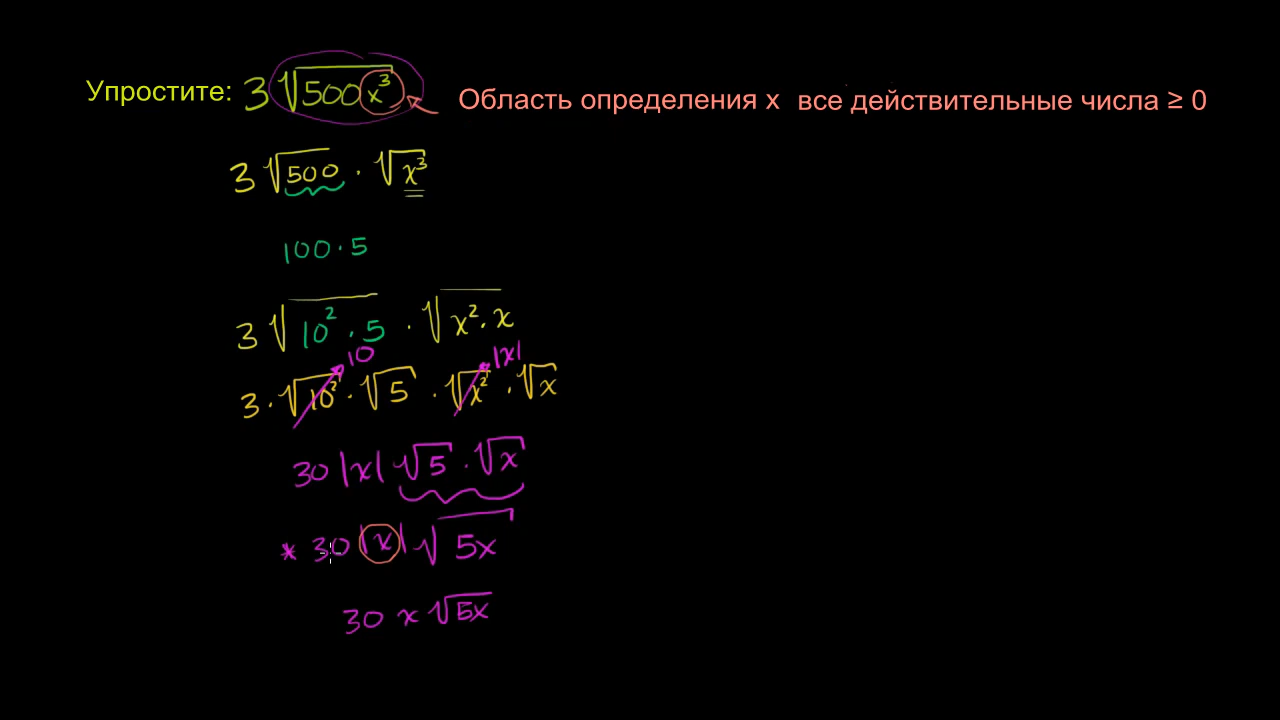 Упростите: 3√500x³ Область определения x все действительные числа ≥ 0
3√500 · √x³
100 · 5
3√10² · 5 · √x² · x
10 |x|
3 · √10² · √5 · √x² · √x
30 |x| √5 · √x
* 30 |x| √5x
30 x √5x